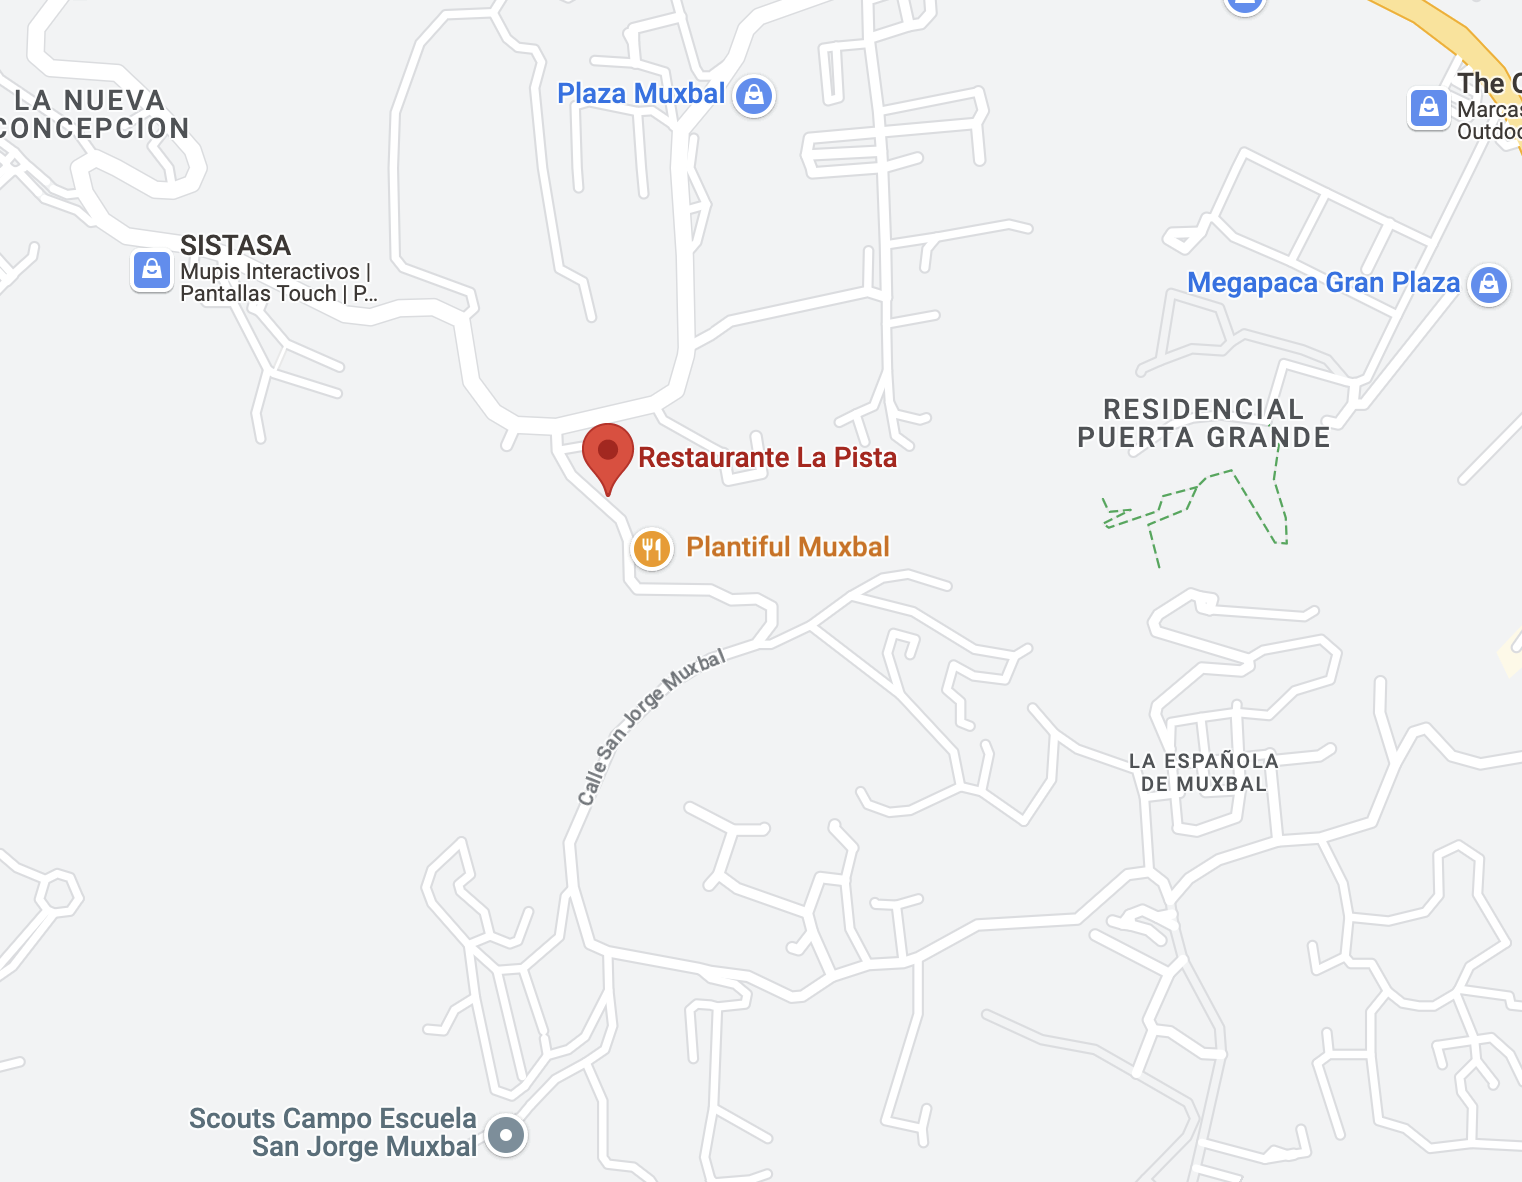 Plaza Muxbal
LA NUEVA
CONCEPCION
The
Marcas
SISTASA
Mupis Interactivos |
Pantallas Touch | P...
Megapaca Gran Plaza
RESIDENCIAL
PUERTA GRANDE
Restaurante La Pista
Plantiful Muxbal
Calle San Jorge Muxbal
LA ESPAÑOLA
DE MUXBAL
Scouts Campo Escuela
San Jorge Muxbal